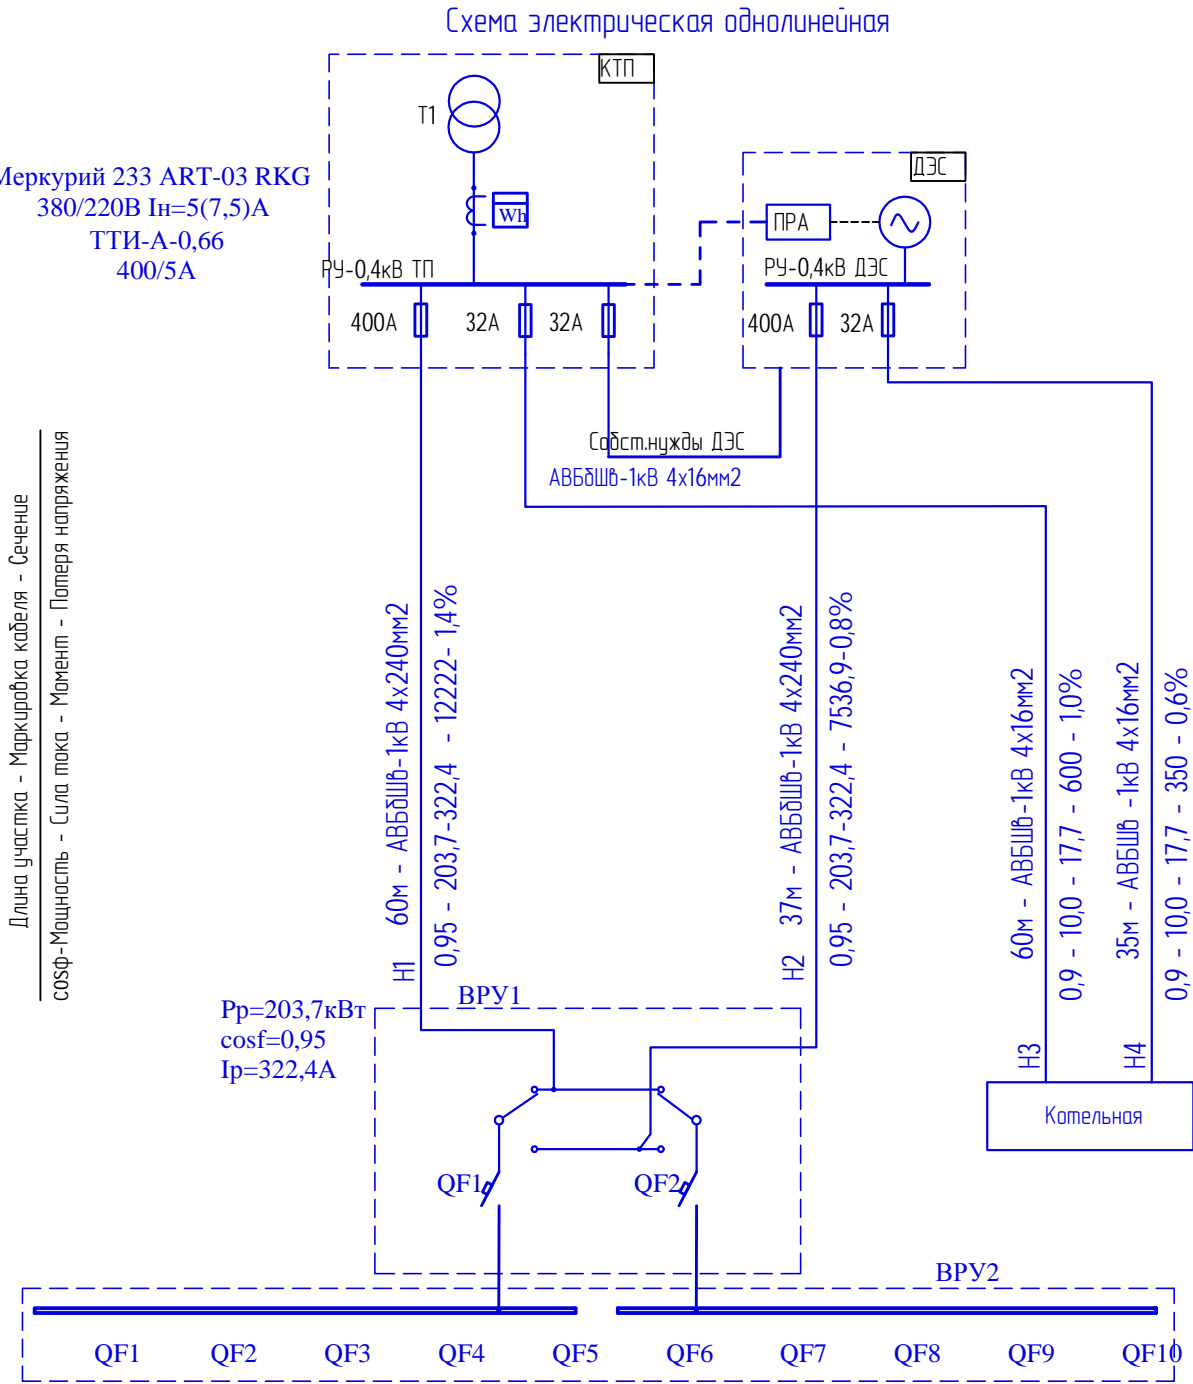 Схема электрическая однолинейная
КТП
Т1
Меркурий 233 ART-03 RKG
380/220В Iн=5(7,5)А
ТТИ-А-0,66
400/5А
Wh
ДЭС
ПРА
РУ-0,4кВ ТП
РУ-0,4кВ ДЭС
400А
32А
32А
400А
32А
Собст.нужды ДЭС
АВБбШв-1кВ 4х16мм2
Длина участка - Маркировка кабеля - Сечение
cosф-Мощность - Сила тока - Момент - Потеря напряжения
Н1 60м - АВБбШв-1кВ 4х240мм2
0,95 - 203,7-322,4 - 12222- 1,4%
Н2 37м - АВБбШв-1кВ 4х240мм2
0,95 - 203,7-322,4 - 7536,9-0,8%
Н3 60м - АВБШв-1кВ 4х16мм2
0,9 - 10,0 - 17,7 - 600 - 1,0%
Н4 35м - АВБШв -1кВ 4х16мм2
0,9 - 10,0 - 17,7 - 350 - 0,6%
Рр=203,7кВт
cosf=0,95
Iр=322,4А
ВРУ1
Котельная
QF1
QF2
ВРУ2
QF1 QF2 QF3 QF4 QF5 QF6 QF7 QF8 QF9 QF10